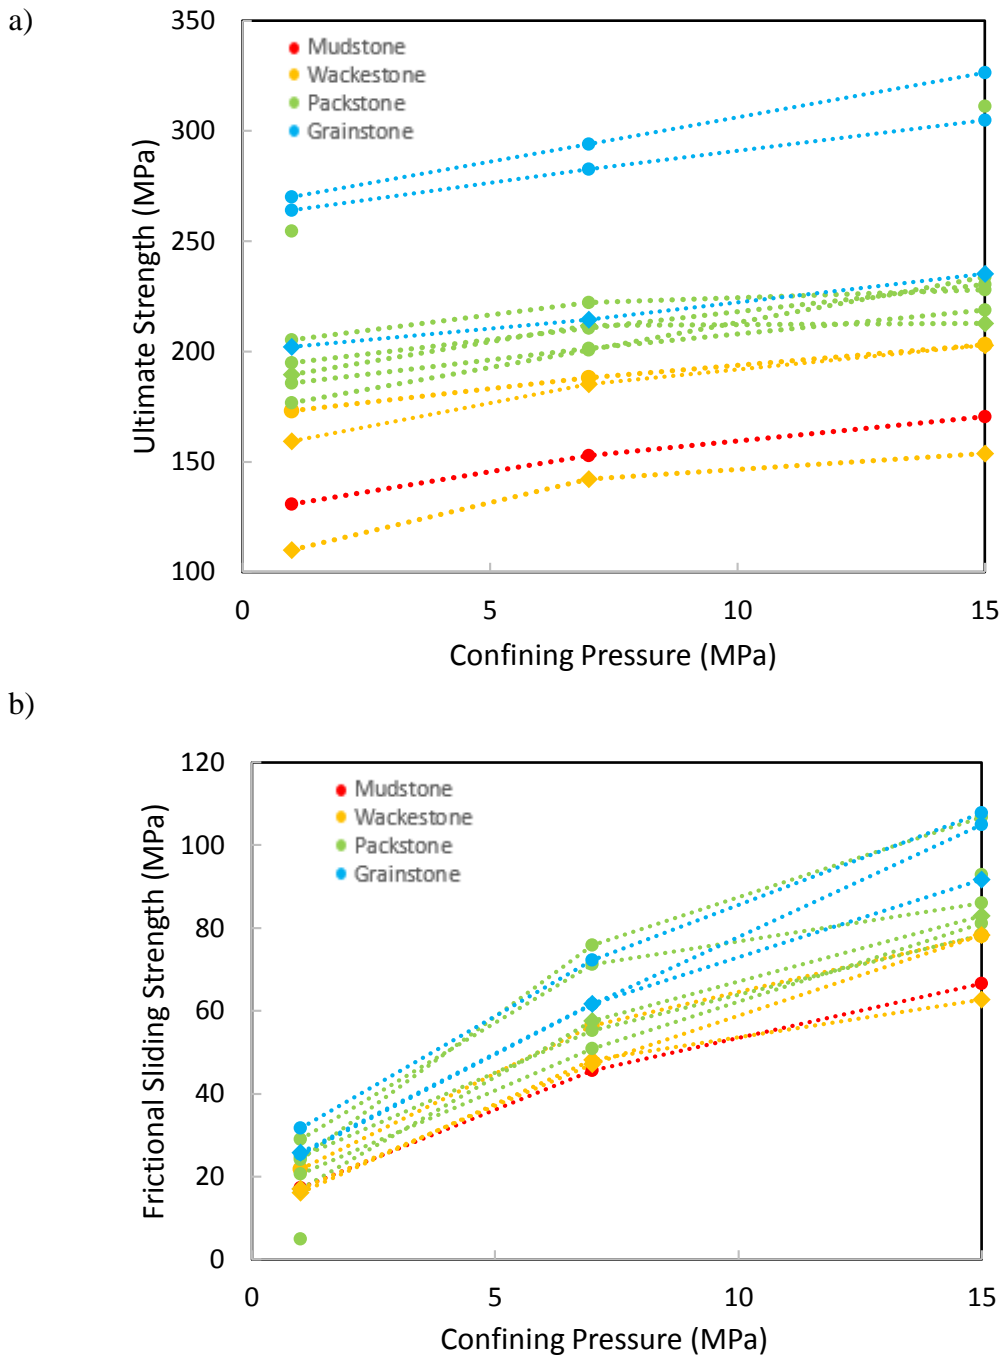 a)
350
300
250
200
150
100
Ultimate Strength (MPa)
Mudstone
Wackestone
Packstone
Grainstone
0
5
10
15
Confining Pressure (MPa)
b)
120
100
80
60
40
20
0
Frictional Sliding Strength (MPa)
Mudstone
Wackestone
Packstone
Grainstone
0
5
10
15
Confining Pressure (MPa)